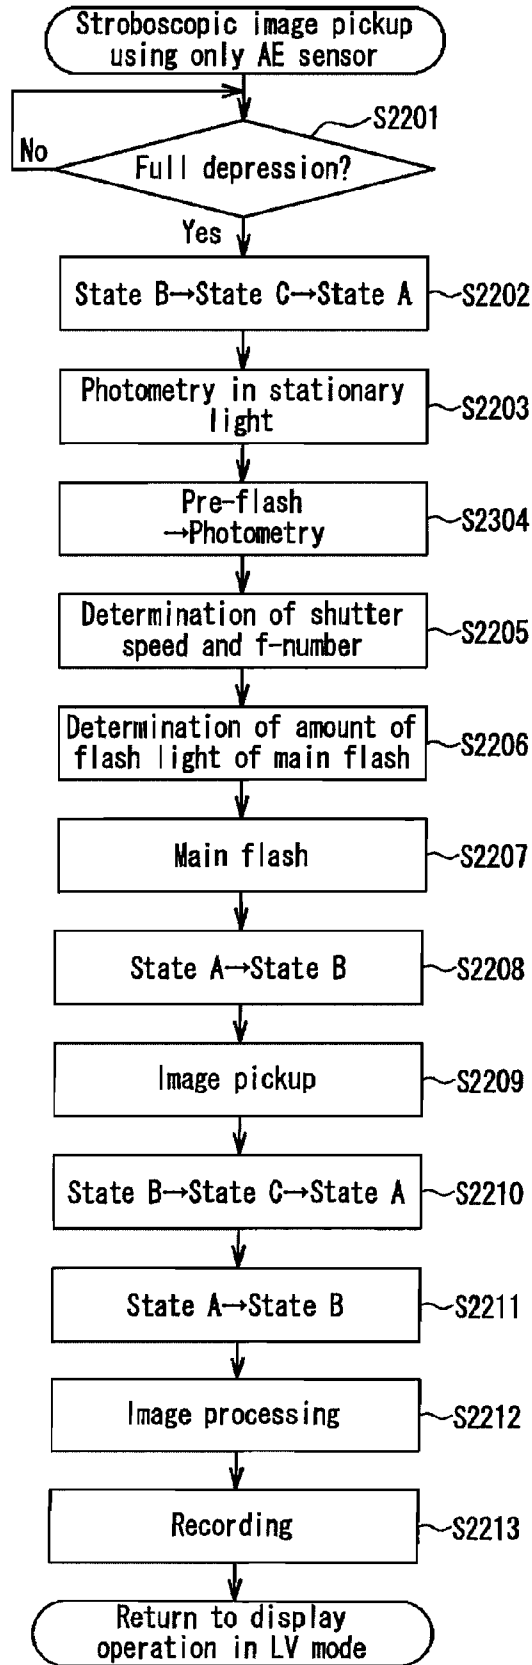 Stroboscopic image pickup
using only AE sensor
S2201
No
Full depression?
Yes
State B→State C→State A
S2202
Photometry in stationary
light
S2203
Pre-flash
→Photometry
S2304
Determination of shutter
speed and f-number
S2205
Determination of amount of
flash light of main flash
S2206
Main flash
S2207
State A→State B
S2208
Image pickup
S2209
State B→State C→State A
S2210
State A→State B
S2211
Image processing
S2212
Recording
S2213
Return to display
operation in LV mode